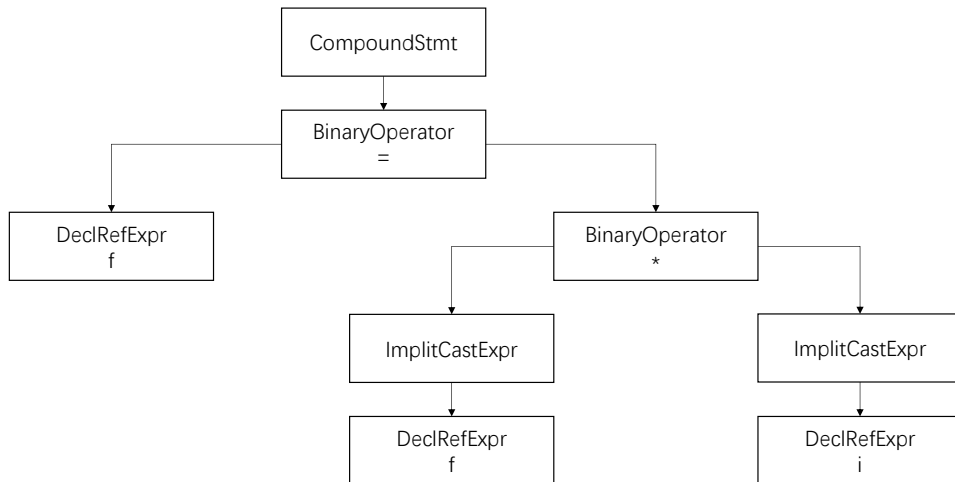 CompoundStmt
BinaryOperator
=
DeclRefExpr
f
BinaryOperator
*
ImplitCastExpr
ImplitCastExpr
DeclRefExpr
f
DeclRefExpr
i